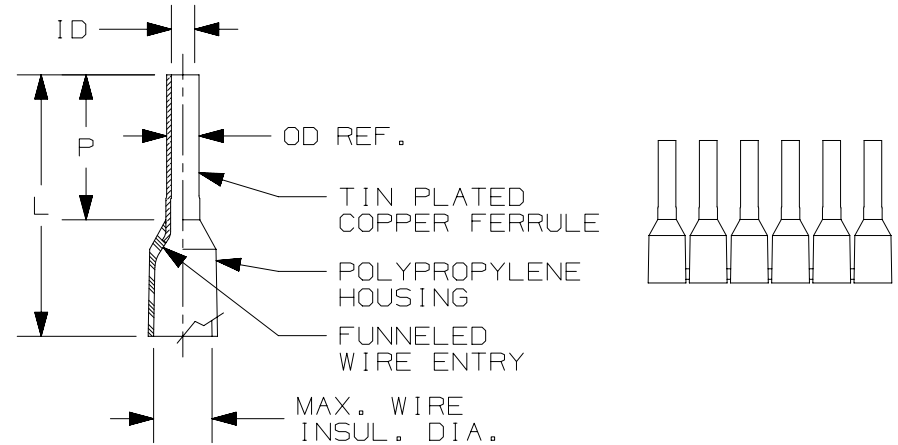 ID
P
L
OD REF.
TIN PLATED
COPPER FERRULE
POLYPROPYLENE
HOUSING
FUNNELED
WIRE ENTRY
MAX. WIRE
INSUL. DIA.